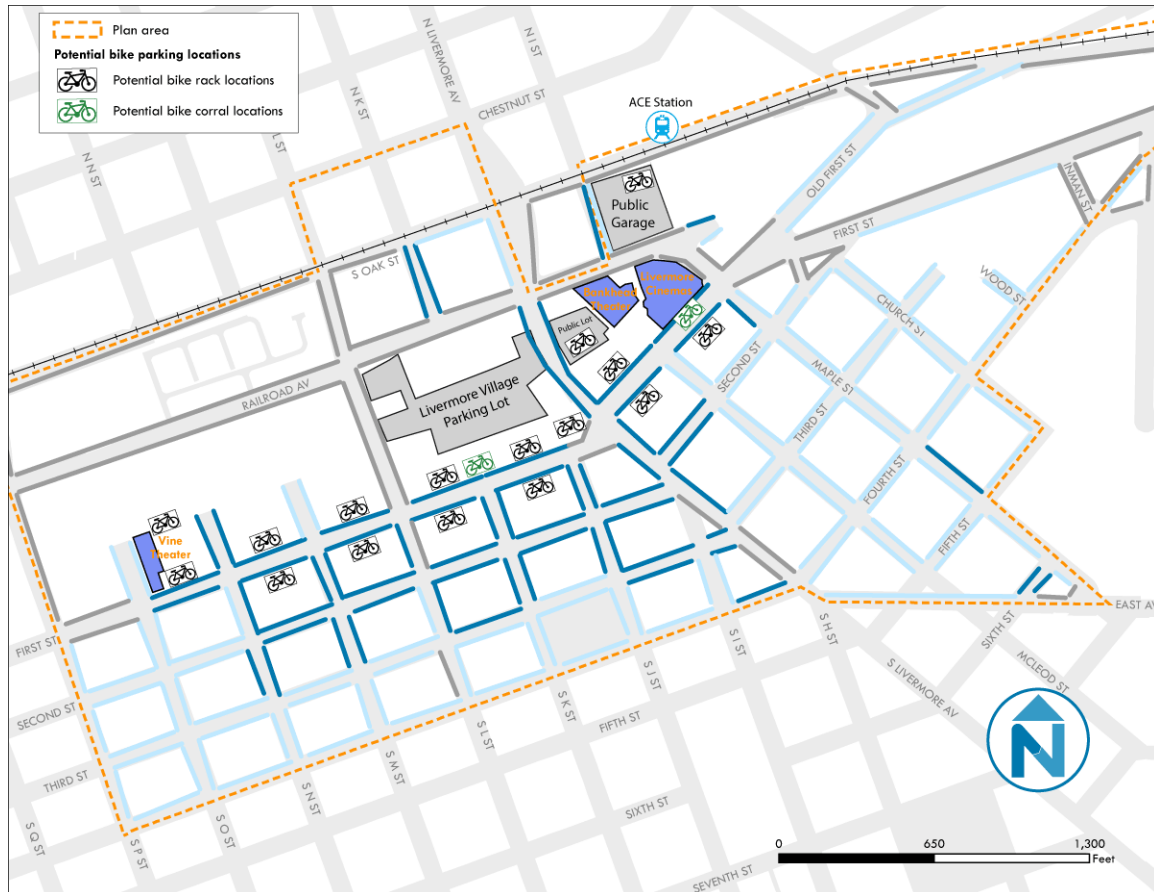 Plan area
Potential bike parking locations
Potential bike rack locations
Potential bike corral locations
N LIVERMORE AV
N I ST
N K ST
CHESTNUT ST
L ST
N N ST
ACE Station
Public
Garage
OLD FIRST ST
INMAN ST
FIRST ST
S OAK ST
WOOD ST
Livermore
Cinemas
Bankhead
Theater
Public Lot
CHURCH ST
MAPLE ST
SECOND ST
THIRD ST
RAILROAD AV
Livermore Village
Parking Lot
FOURTH ST
FIFTH ST
Vine
Theater
FIRST ST
SECOND ST
THIRD ST
EAST AV
SIXTH ST
MCLEOD ST
S LIVERMORE AV
S H ST
S I ST
S J ST
S K ST
S L ST
S M ST
S N ST
S O ST
S P ST
S Q ST
FIFTH ST
SIXTH ST
SEVENTH ST
N
0 650 1,300
Feet